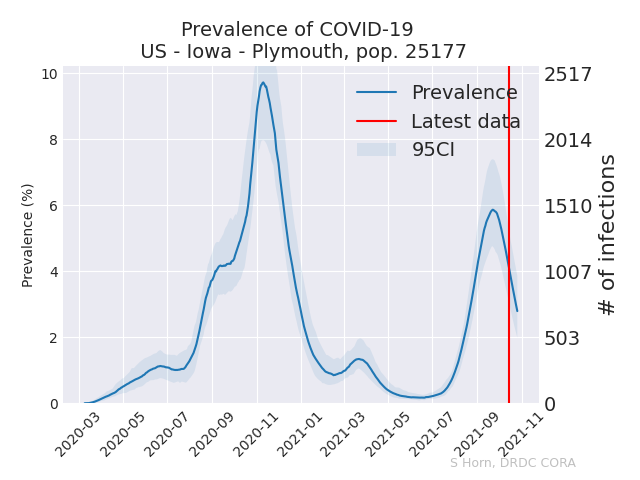 Prevalence of COVID-19
US - Iowa - Plymouth, pop. 25177
Prevalence
Latest data
95CI
Prevalence (%)
10
8
6
4
2
0
2517
2014
1510
1007
503
0
# of infections
2020-03
2020-05
2020-07
2020-09
2020-11
2021-01
2021-03
2021-05
2021-07
2021-09
2021-11
S Horn, DRDC CORA